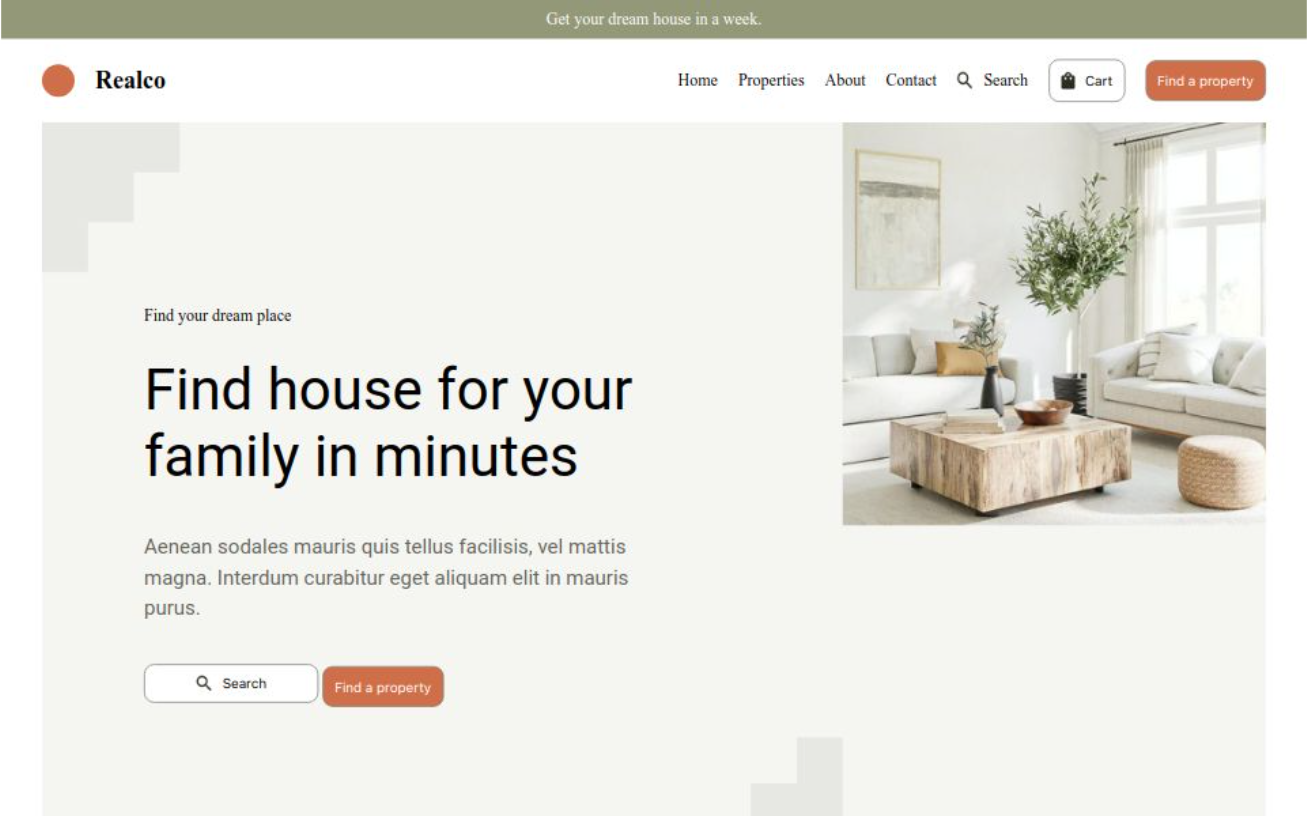 Get your dream house in a week.
Realco
Home Properties About Contact Search Cart Find a property
Find your dream place
Find house for your
family in minutes
Aenean sodales mauris quis tellus facilisis, vel mattis
magna. Interdum curabitur eget aliquam elit in mauris
purus.
Search Find a property